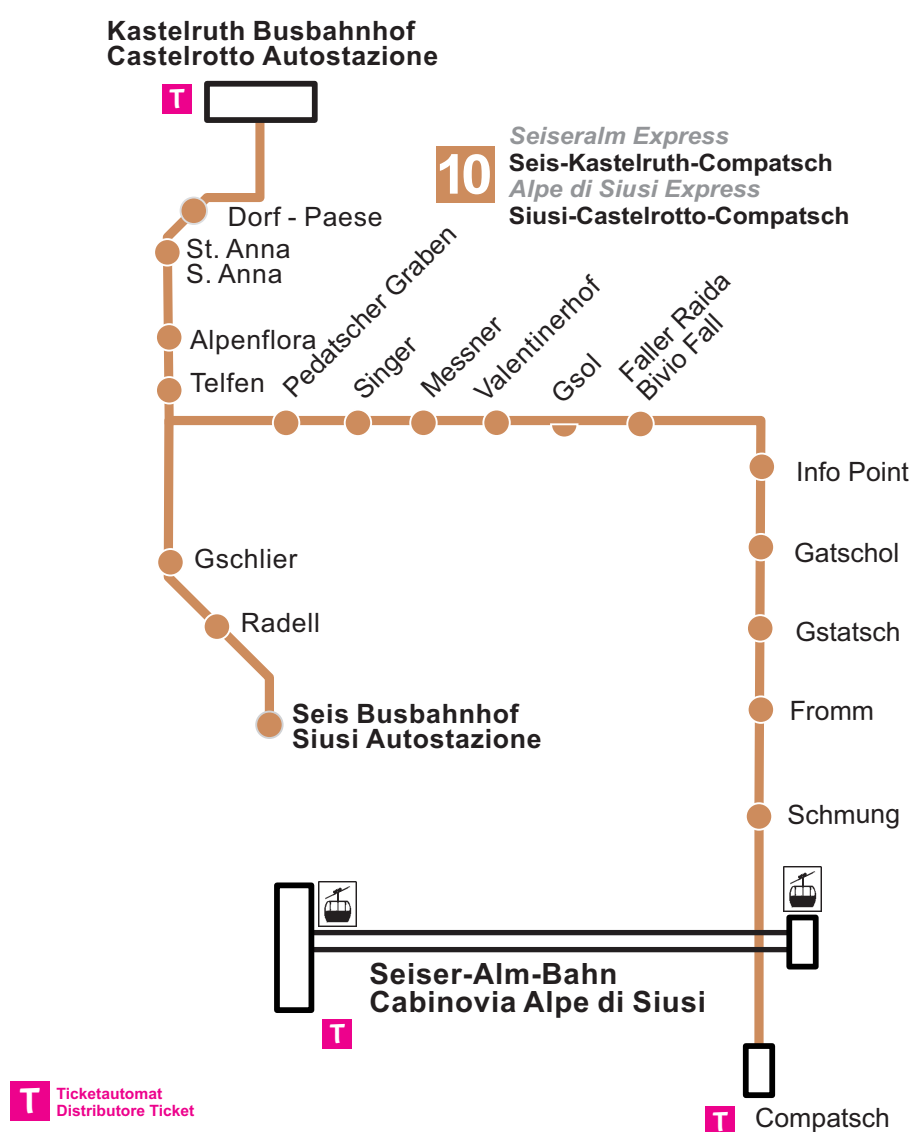 Kastelruth Busbahnhof
Castelrotto Autostazione
T
10
Seiseralm Express
Seis-Kastelruth-Compatsch
Alpe di Siusi Express
Siusi-Castelrotto-Compatsch
Dorf - Paese
St. Anna
S. Anna
Alpenflora
Telfen
Pedatscher Graben
Singer
Messner
Valentinerhof
Gsol
Faller Raida
Bivio Fall
Info Point
Gatschol
Gstatsch
Fromm
Schmung
Gschlier
Radell
Seis Busbahnhof
Siusi Autostazione
Seiser-Alm-Bahn
Cabinovia Alpe di Siusi
T
T
Ticketautomat
Distributore Ticket
T
Compatsch